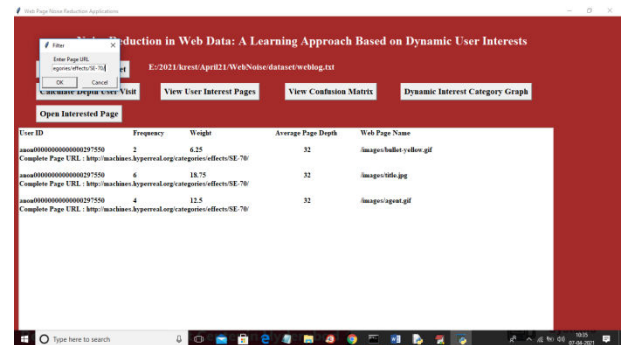 Web Page Noise Reduction Applications
Noise Reduction in Web Data: A Learning Approach Based on Dynamic User Interests
Filter
Enter Page URL
egories/effects/SE-70/
OK Cancel
E:/2021/krest/April21/WebNoise/dataset/weblog.txt
Calculate Depth User Visit View User Interest Pages View Confusion Matrix Dynamic Interest Category Graph
Open Interested Page
User ID Frequency Weight Average Page Depth Web Page Name
anon0000000000000297550 2 6.25 32 /images/bullet-yellow.gif
Complete Page URL : http://machines.hyperreal.org/categories/effects/SE-70/
anon0000000000000297550 6 18.75 32 /images/title.jpg
Complete Page URL : http://machines.hyperreal.org/categories/effects/SE-70/
anon0000000000000297550 4 12.5 32 /images/agent.gif
Complete Page URL : http://machines.hyperreal.org/categories/effects/SE-70/
Type here to search
10:05
07-04-2021